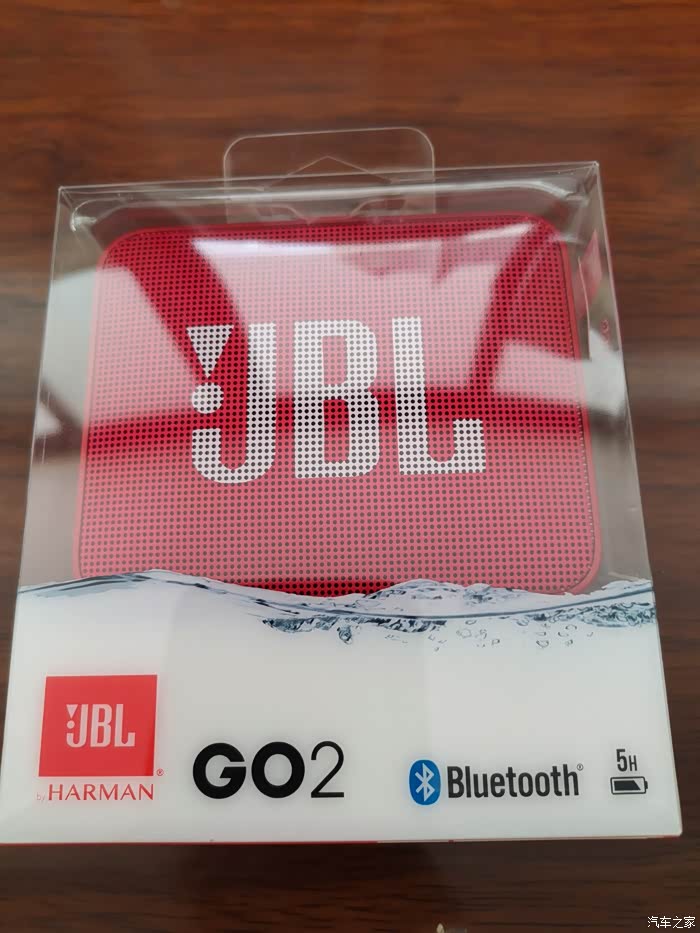 JBL
JBL®
by HARMAN
GO2
Bluetooth®
5H
汽车之家